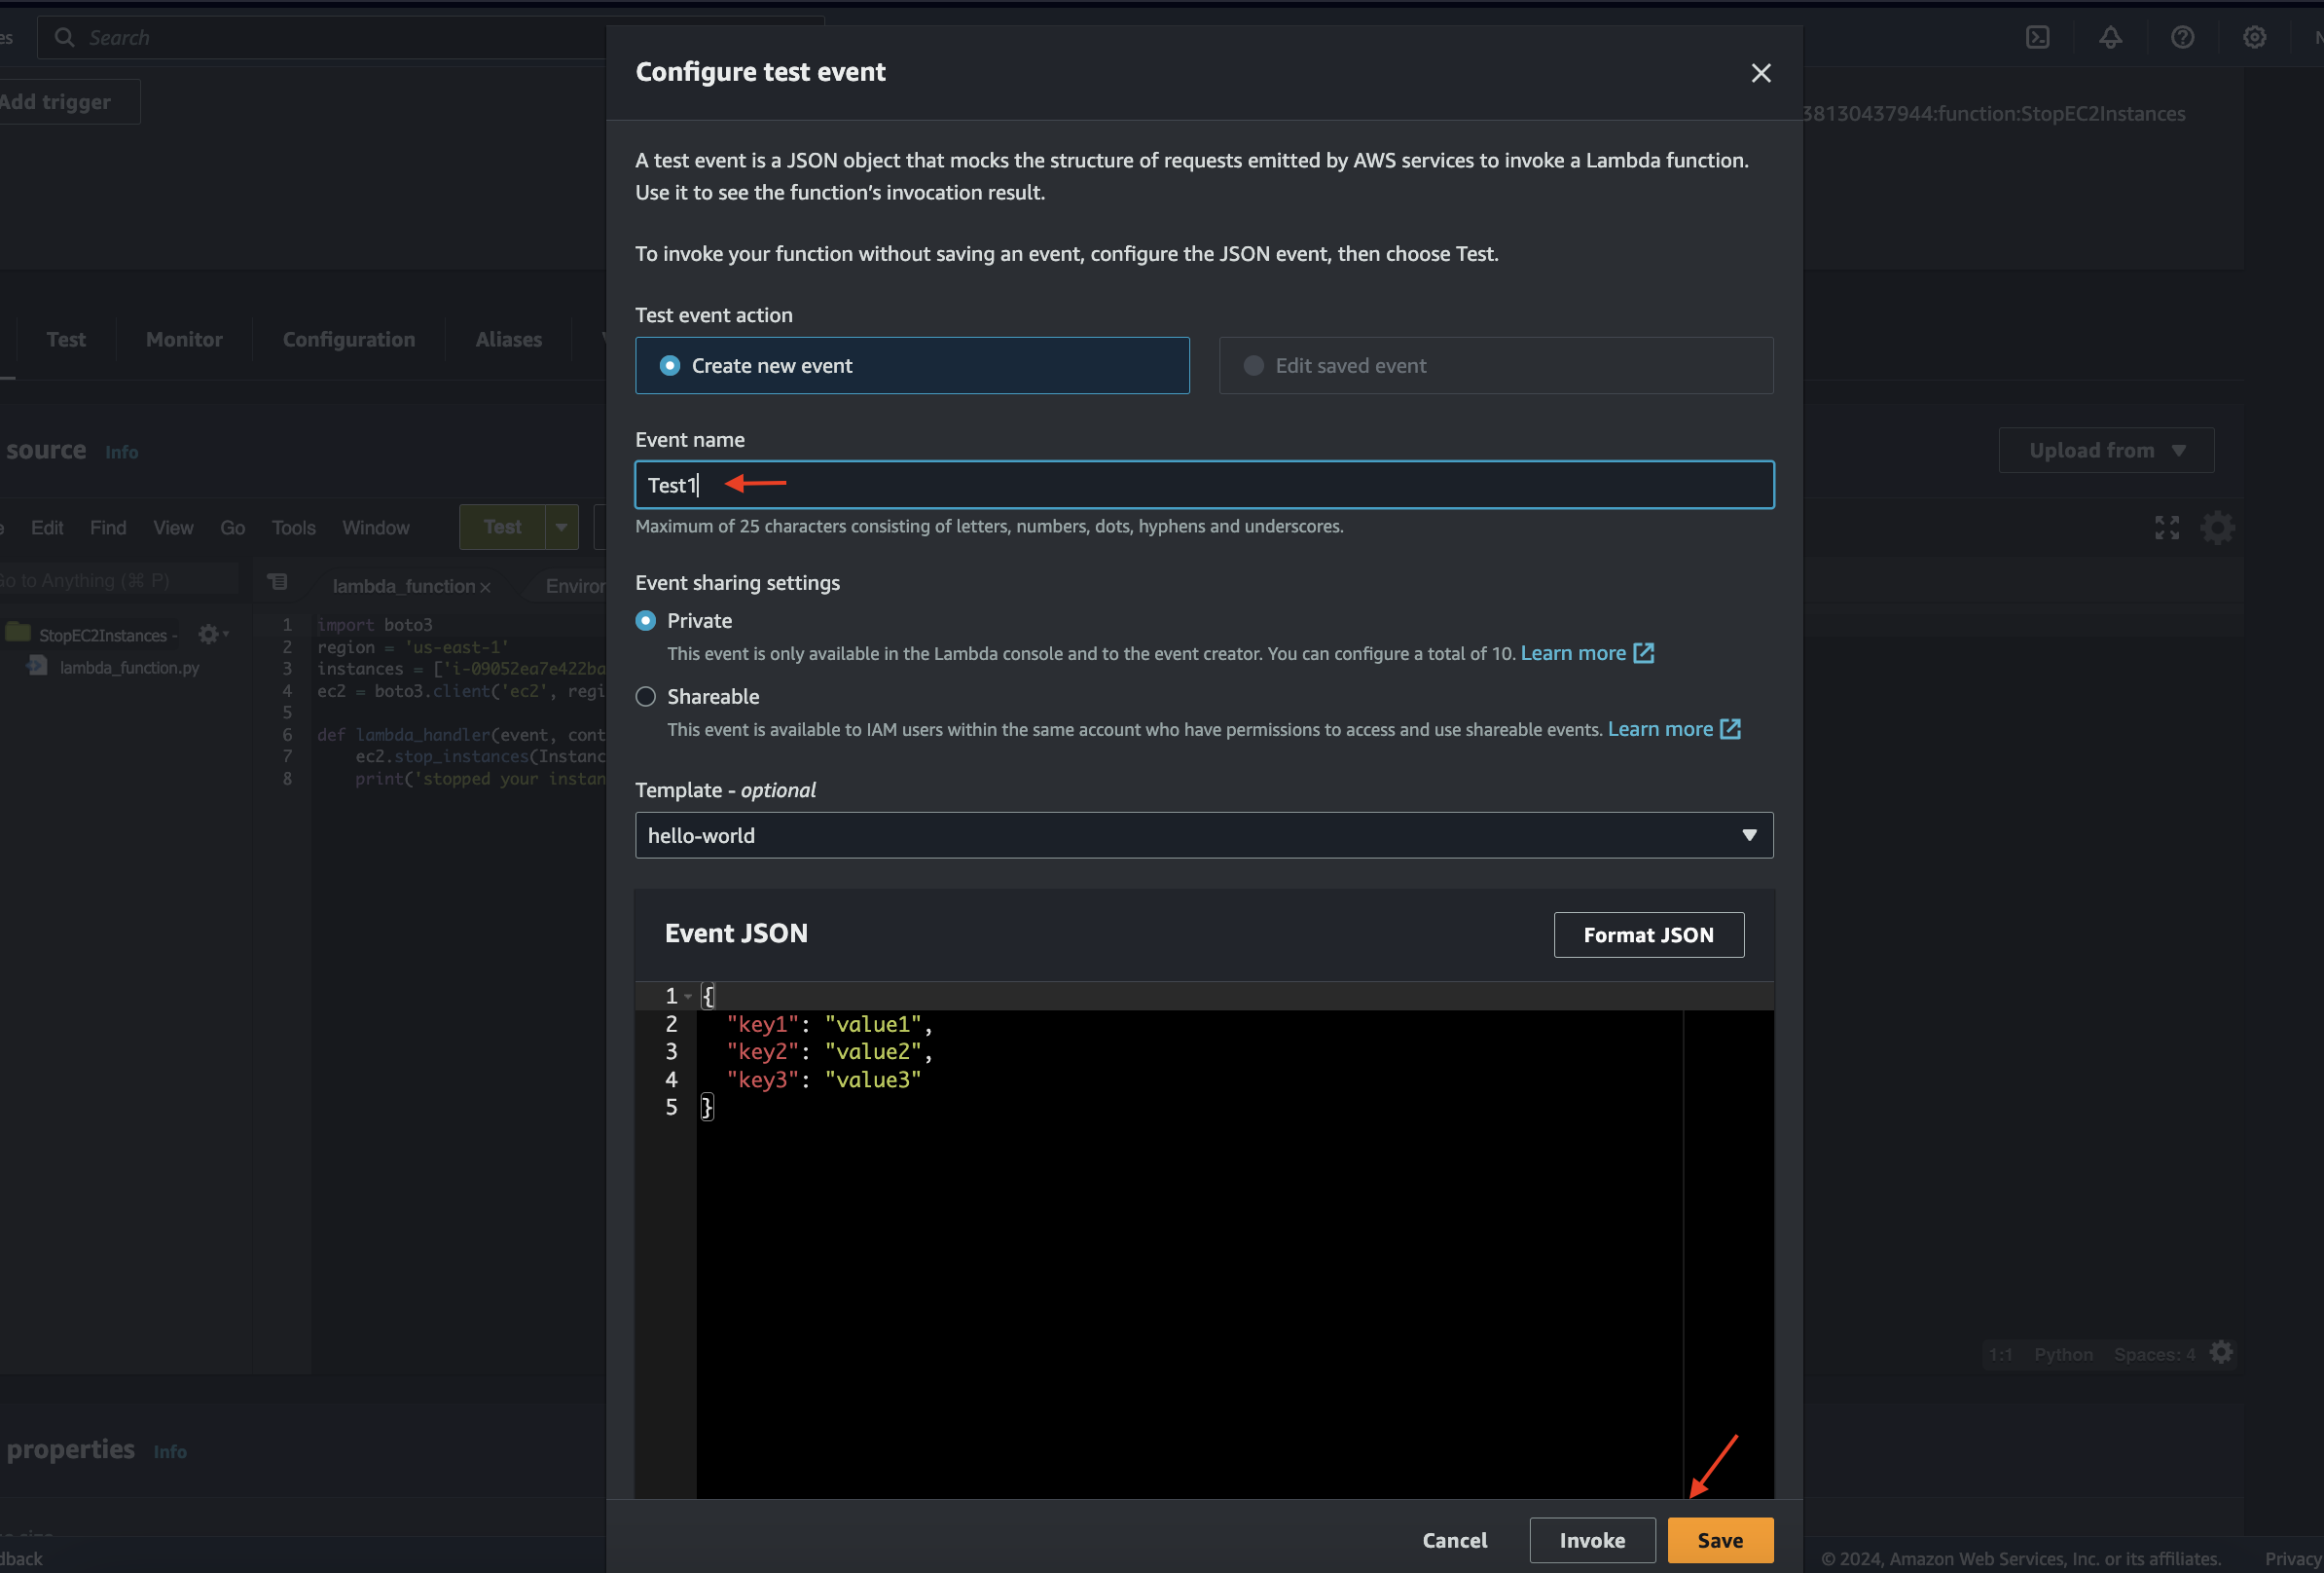 es
Search
N
Add trigger
38130437944:function:StopEC2Instances
Test Monitor Configuration Aliases
source Info
Upload from
Edit Find View Go Tools Window Test
Go to Anything (⌘ P)
lambda_function × Environ
StopEC2Instances -
lambda_function.py
1 import boto3
2 region = 'us-east-1'
3 instances = ['i-09052ea7e422ba
4 ec2 = boto3.client('ec2', regi
5
6 def lambda_handler(event, cont
7 ec2.stop_instances(Instanc
8 print('stopped your instan
1:1 Python Spaces: 4
properties Info
Configure test event
A test event is a JSON object that mocks the structure of requests emitted by AWS services to invoke a Lambda function.
Use it to see the function's invocation result.
To invoke your function without saving an event, configure the JSON event, then choose Test.
Test event action
Create new event
Edit saved event
Event name
Test1
Maximum of 25 characters consisting of letters, numbers, dots, hyphens and underscores.
Event sharing settings
Private
This event is only available in the Lambda console and to the event creator. You can configure a total of 10. Learn more
Shareable
This event is available to IAM users within the same account who have permissions to access and use shareable events. Learn more
Template - optional
hello-world
Event JSON
Format JSON
1 {
2 "key1": "value1",
3 "key2": "value2",
4 "key3": "value3"
5 }
Cancel Invoke Save
dback
© 2024, Amazon Web Services, Inc. or its affiliates. Privacy